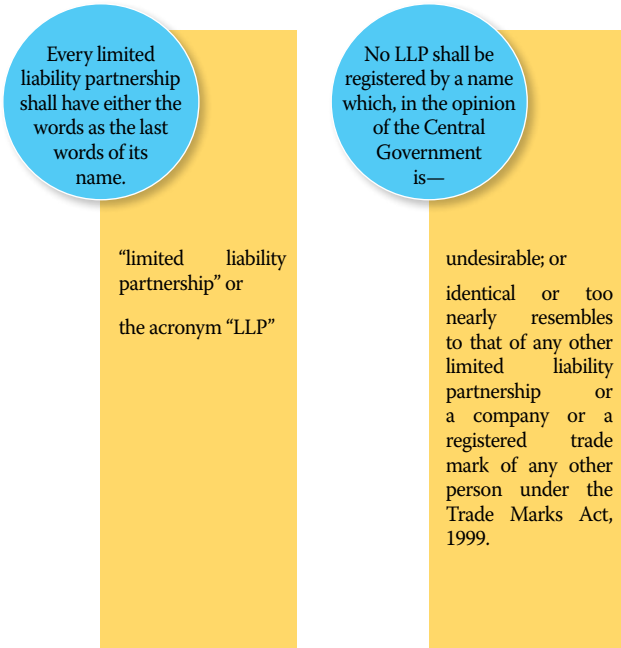 Every limited
liability partnership
shall have either the
words as the last
words of its
name.
“limited liability
partnership” or
the acronym “LLP”
No LLP shall be
registered by a name
which, in the opinion
of the Central
Government
is—
undesirable; or
identical or too
nearly resembles
to that of any other
limited liability
partnership or
a company or a
registered trade
mark of any other
person under the
Trade Marks Act,
1999.